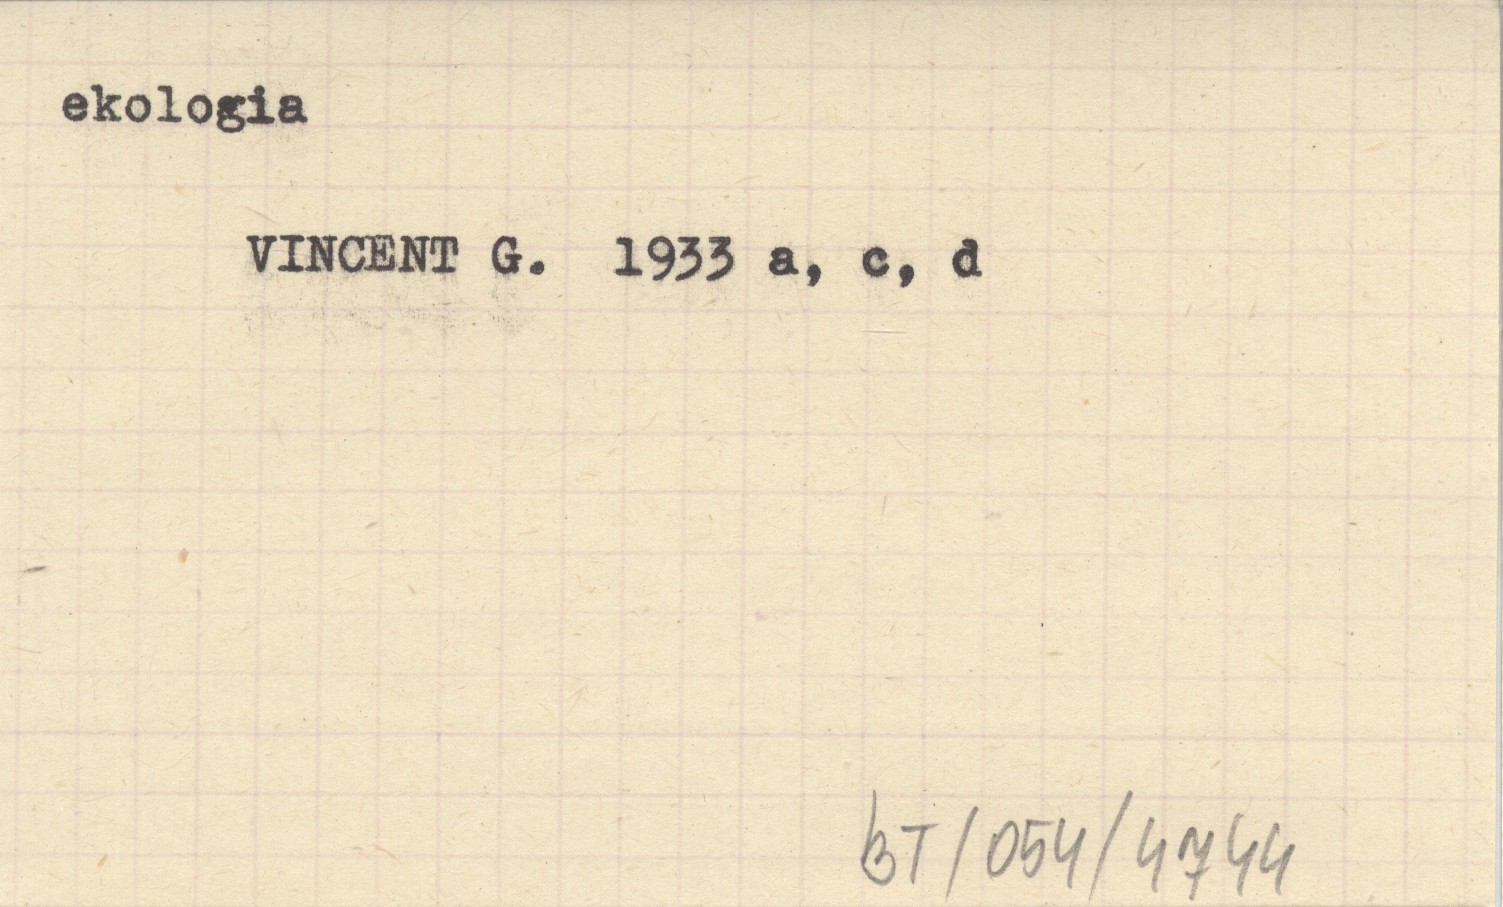 ekologia
VINCENT G. 1933 a, c, d
BT/054/4744